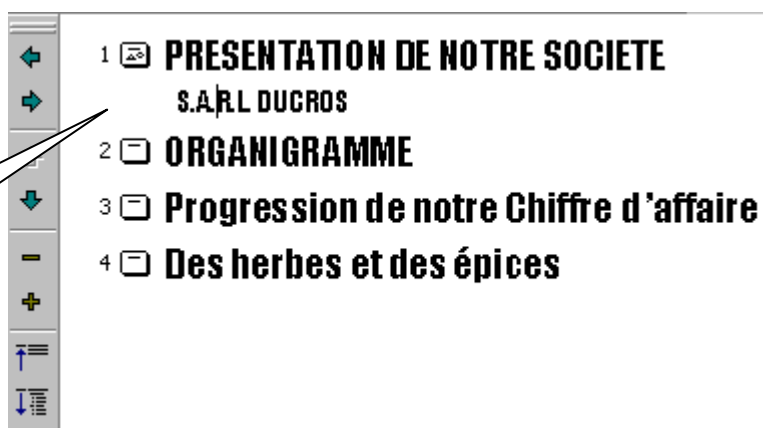 1 PRESENTATION DE NOTRE SOCIETE
S.A.R.L DUCROS
2 ORGANIGRAMME
3 Progression de notre Chiffre d'affaire
4 Des herbes et des épices